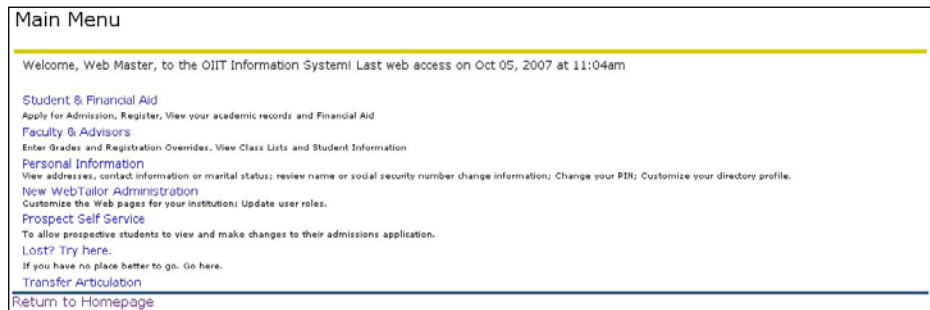 Main Menu
Welcome, Web Master, to the OIIT Information System! Last web access on Oct 05, 2007 at 11:04am
Student & Financial Aid
Apply for Admission, Register, View your academic records and Financial Aid
Faculty & Advisors
Enter Grades and Registration Overrides, View Class Lists and Student Information
Personal Information
View addresses, contact information or marital status; review name or social security number change information; Change your PIN; Customize your directory profile.
New WebTailor Administration
Customize the Web pages for your institution; Update user roles.
Prospect Self Service
To allow prospective students to view and make changes to their admissions application.
Lost? Try here.
If you have no place better to go. Go here.
Transfer Articulation
Return to Homepage